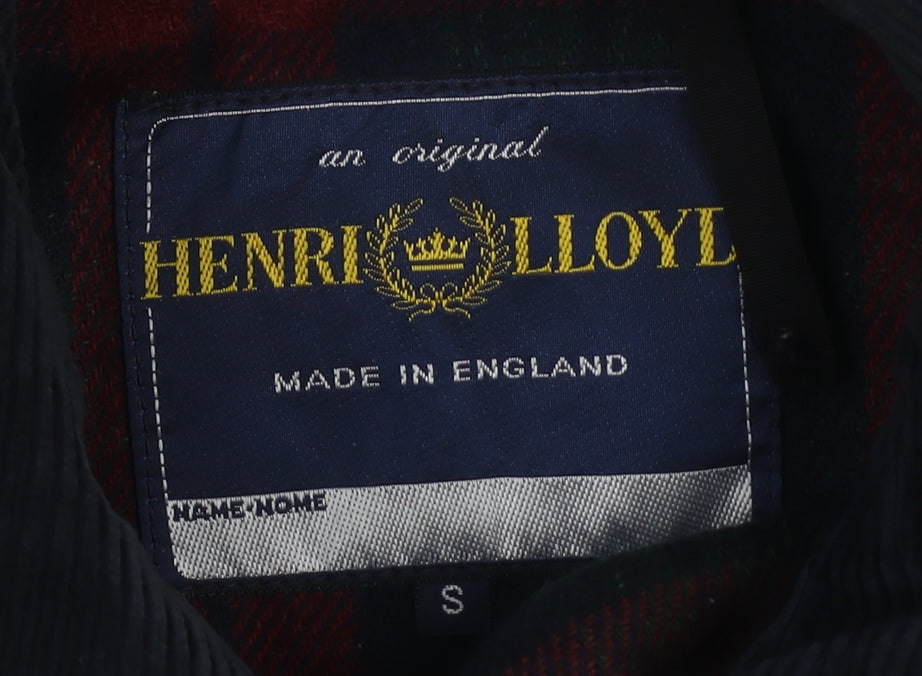 an original
HENRI LLOYD
MADE IN ENGLAND
NAME·NOME
S